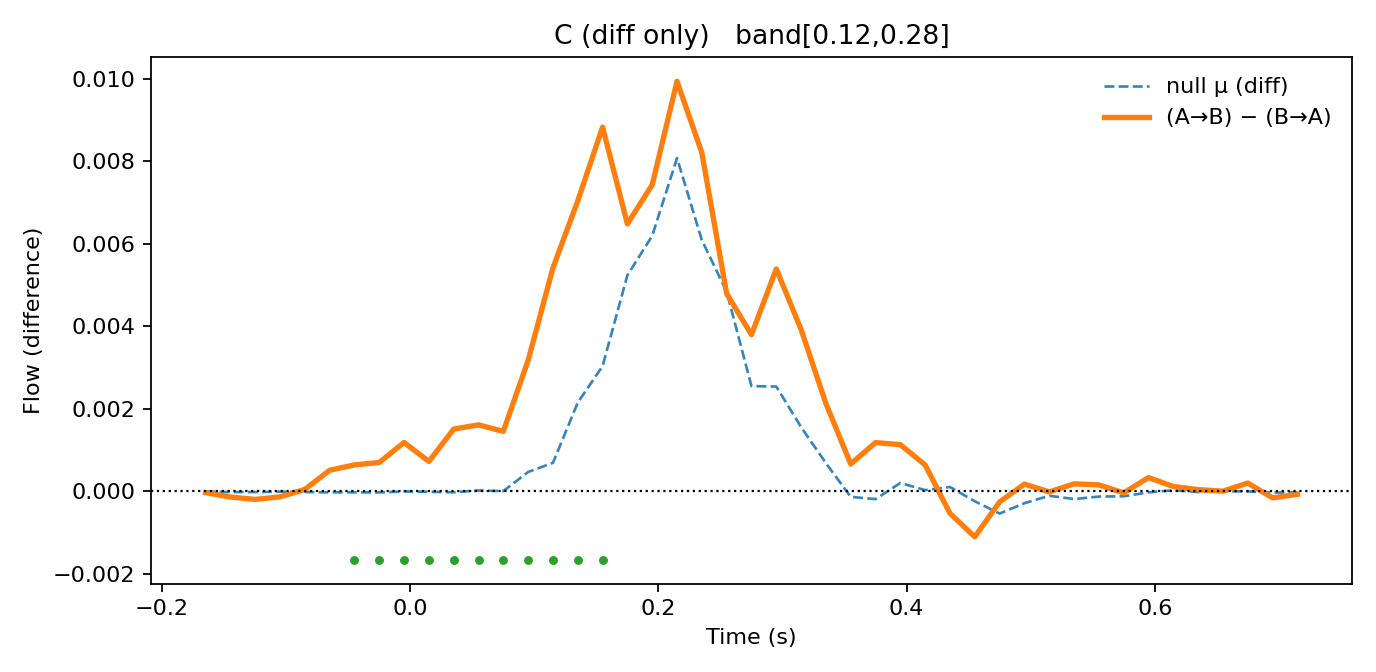 C (diff only)   band[0.12,0.28]
null μ (diff)
(A→B) − (B→A)
Flow (difference)
0.010
0.008
0.006
0.004
0.002
0.000
−0.002
−0.2
0.0
0.2
0.4
0.6
Time (s)